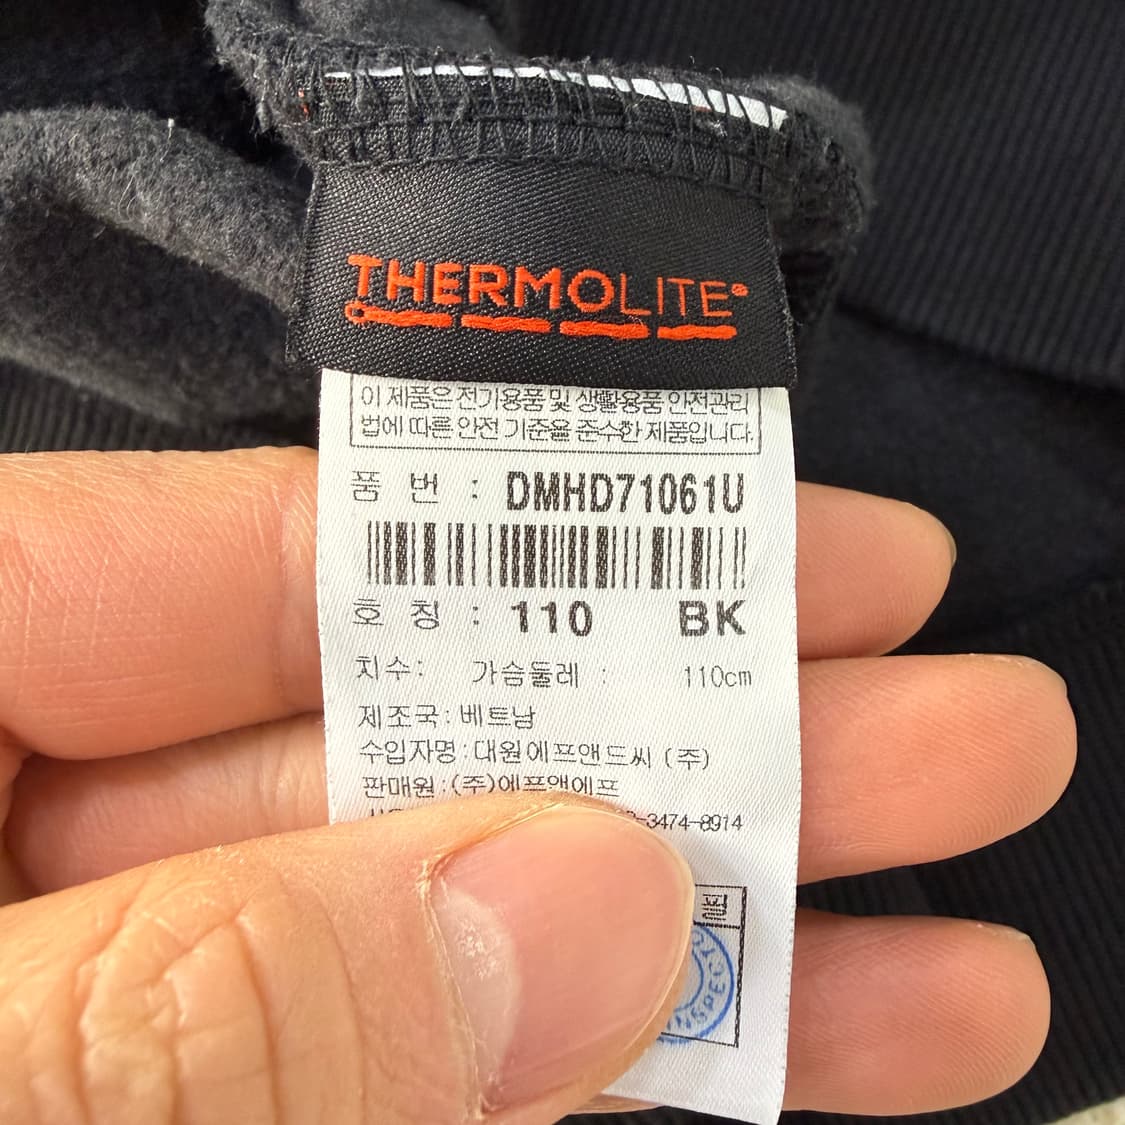 THERMOLITE®
이 제품은 전기용품 및 생활용품 안전관리
법에 따른 안전 기준을 준수한 제품입니다.
품 번 : DMHD71061U
호 칭 : 110 BK
치수: 가슴둘레 : 110cm
제조국:베트남
수입자명:대원에프앤드씨 (주)
판매원:(주)에프앤에프
-3474-8914
INSPECTO